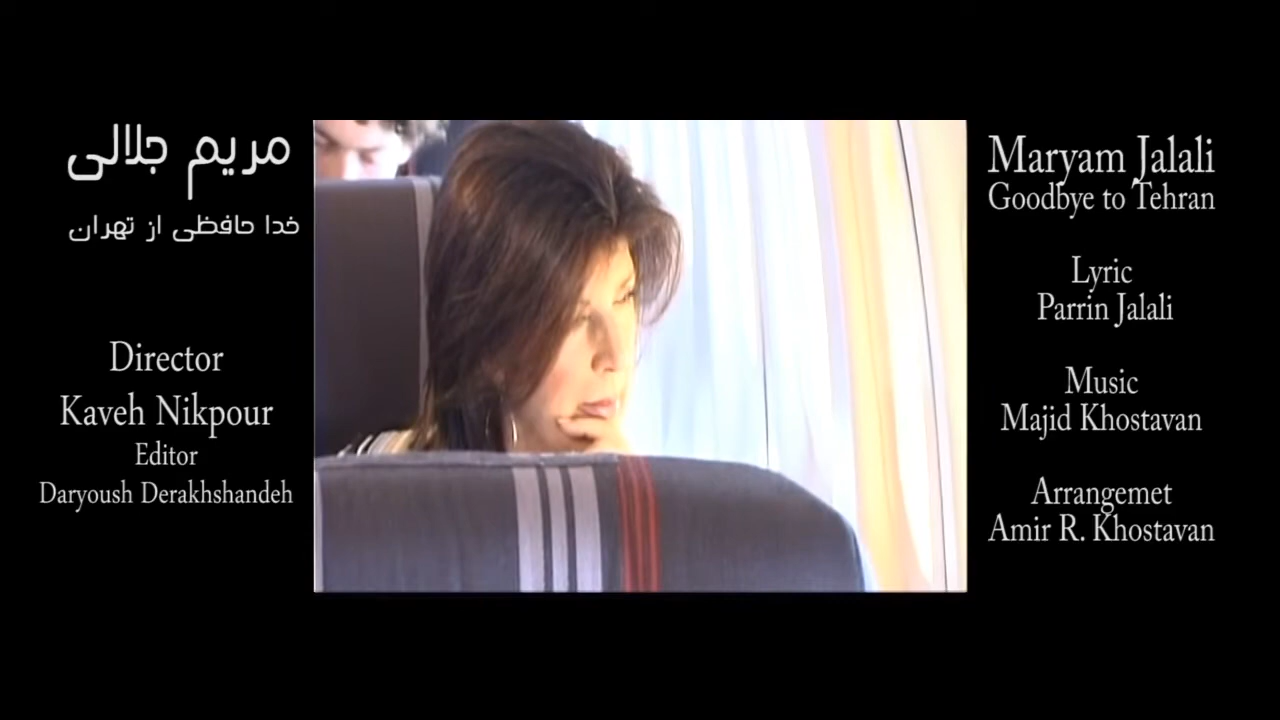 مریم جلالی
خدا حافظی از تهران
Director
Kaveh Nikpour
Editor
Daryoush Derakhshandeh
Maryam Jalali
Goodbye to Tehran
Lyric
Parrin Jalali
Music
Majid Khostavan
Arrangemet
Amir R. Khostavan